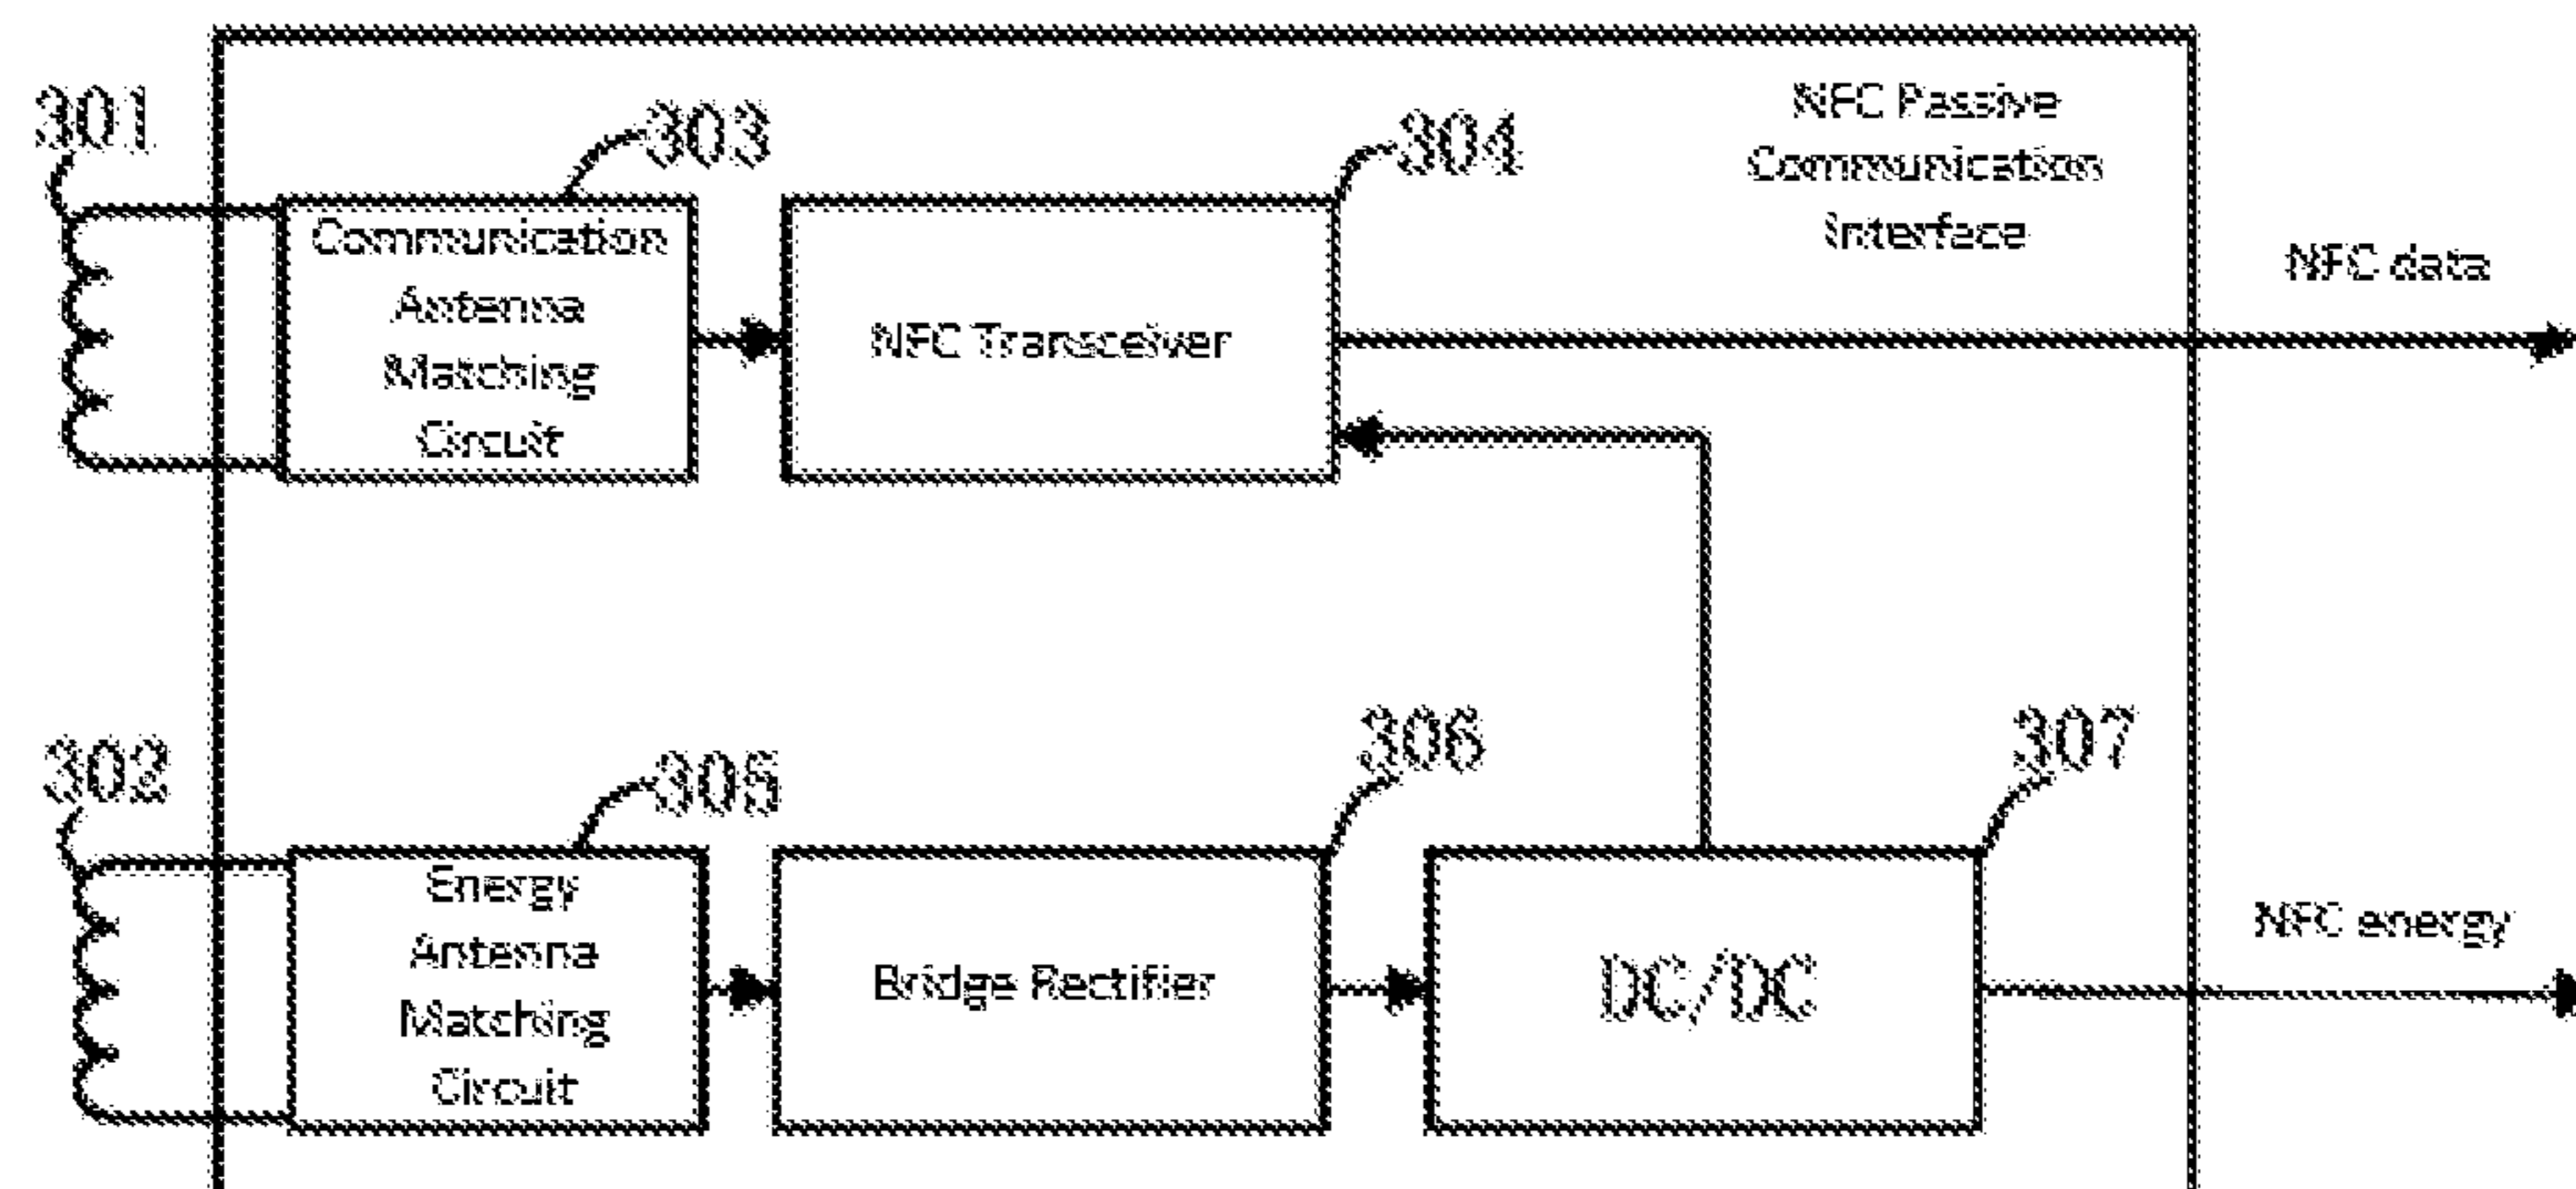 301
303
304
NFC Passive
Communication
Interface
Communication
Antenna
Matching
Circuit
NFC Transceiver
NFC data
302
305
306
307
Energy
Antenna
Matching
Circuit
Bridge Rectifier
DC/DC
NFC energy